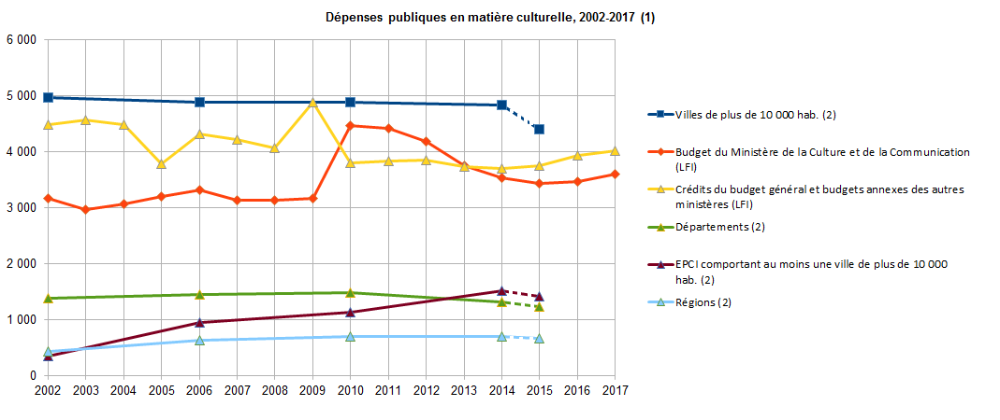 Dépenses publiques en matière culturelle, 2002-2017 (1)
6 000
5 000
4 000
3 000
2 000
1 000
0
2002 2003 2004 2005 2006 2007 2008 2009 2010 2011 2012 2013 2014 2015 2016 2017
Villes de plus de 10 000 hab. (2)
Budget du Ministère de la Culture et de la Communication
(LFI)
Crédits du budget général et budgets annexes des autres
ministères (LFI)
Départements (2)
EPCI comportant au moins une ville de plus de 10 000
hab. (2)
Régions (2)